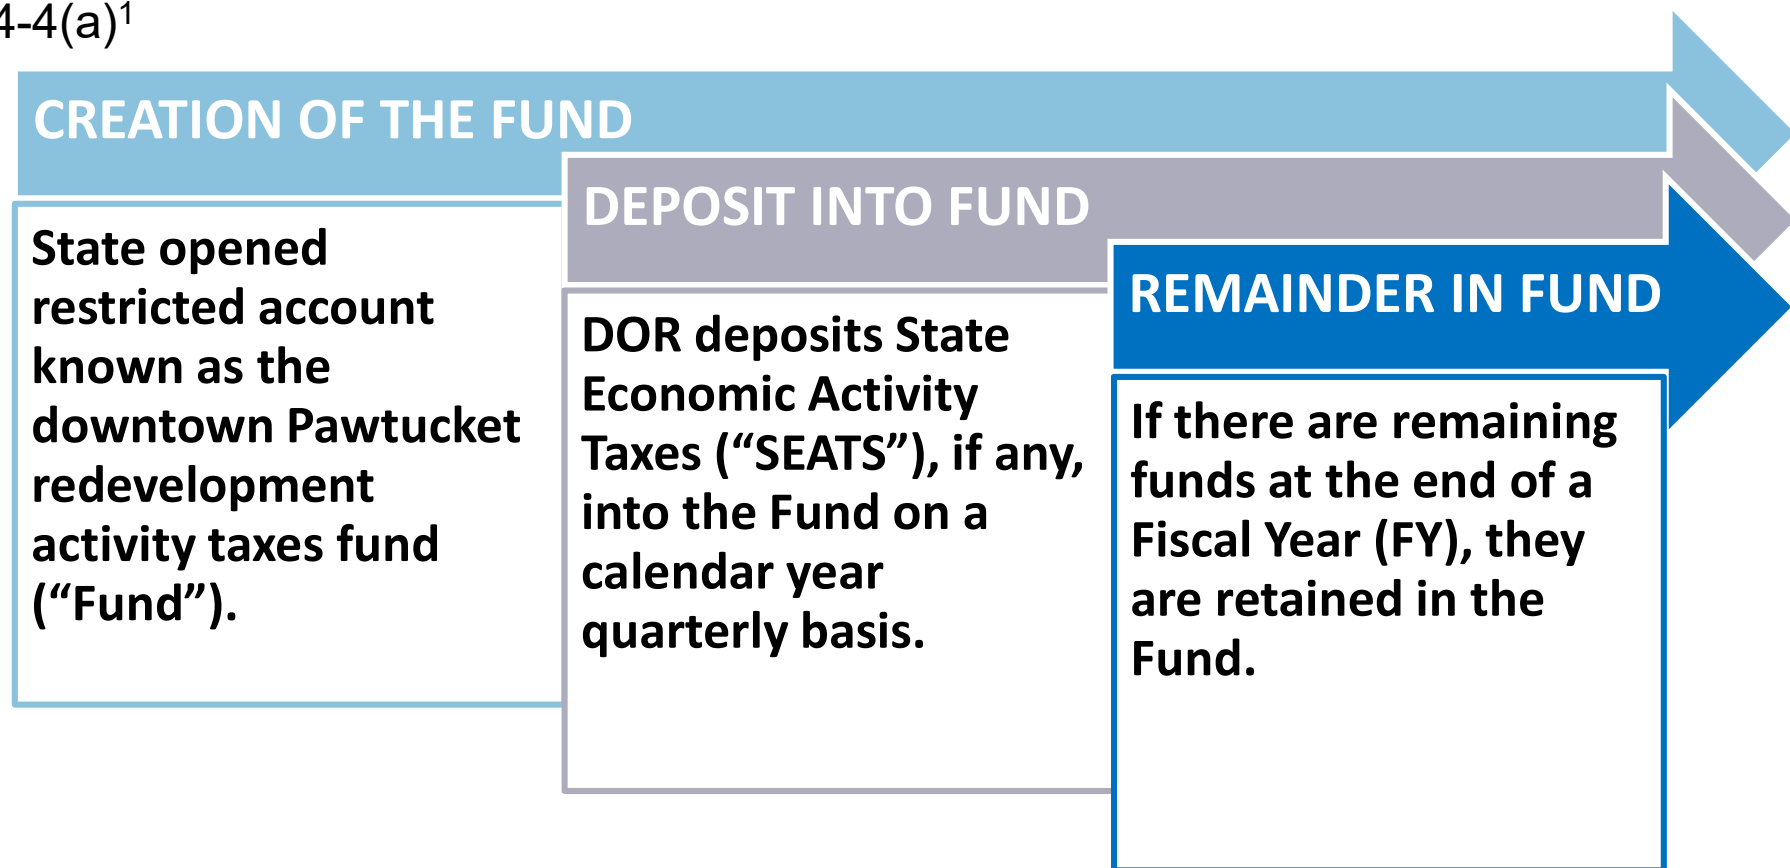 4-4(a)¹
CREATION OF THE FUND
State opened
restricted account
known as the
downtown Pawtucket
redevelopment
activity taxes fund
(“Fund”).
DEPOSIT INTO FUND
DOR deposits State
Economic Activity
Taxes (“SEATS”), if any,
into the Fund on a
calendar year
quarterly basis.
REMAINDER IN FUND
If there are remaining
funds at the end of a
Fiscal Year (FY), they
are retained in the
Fund.